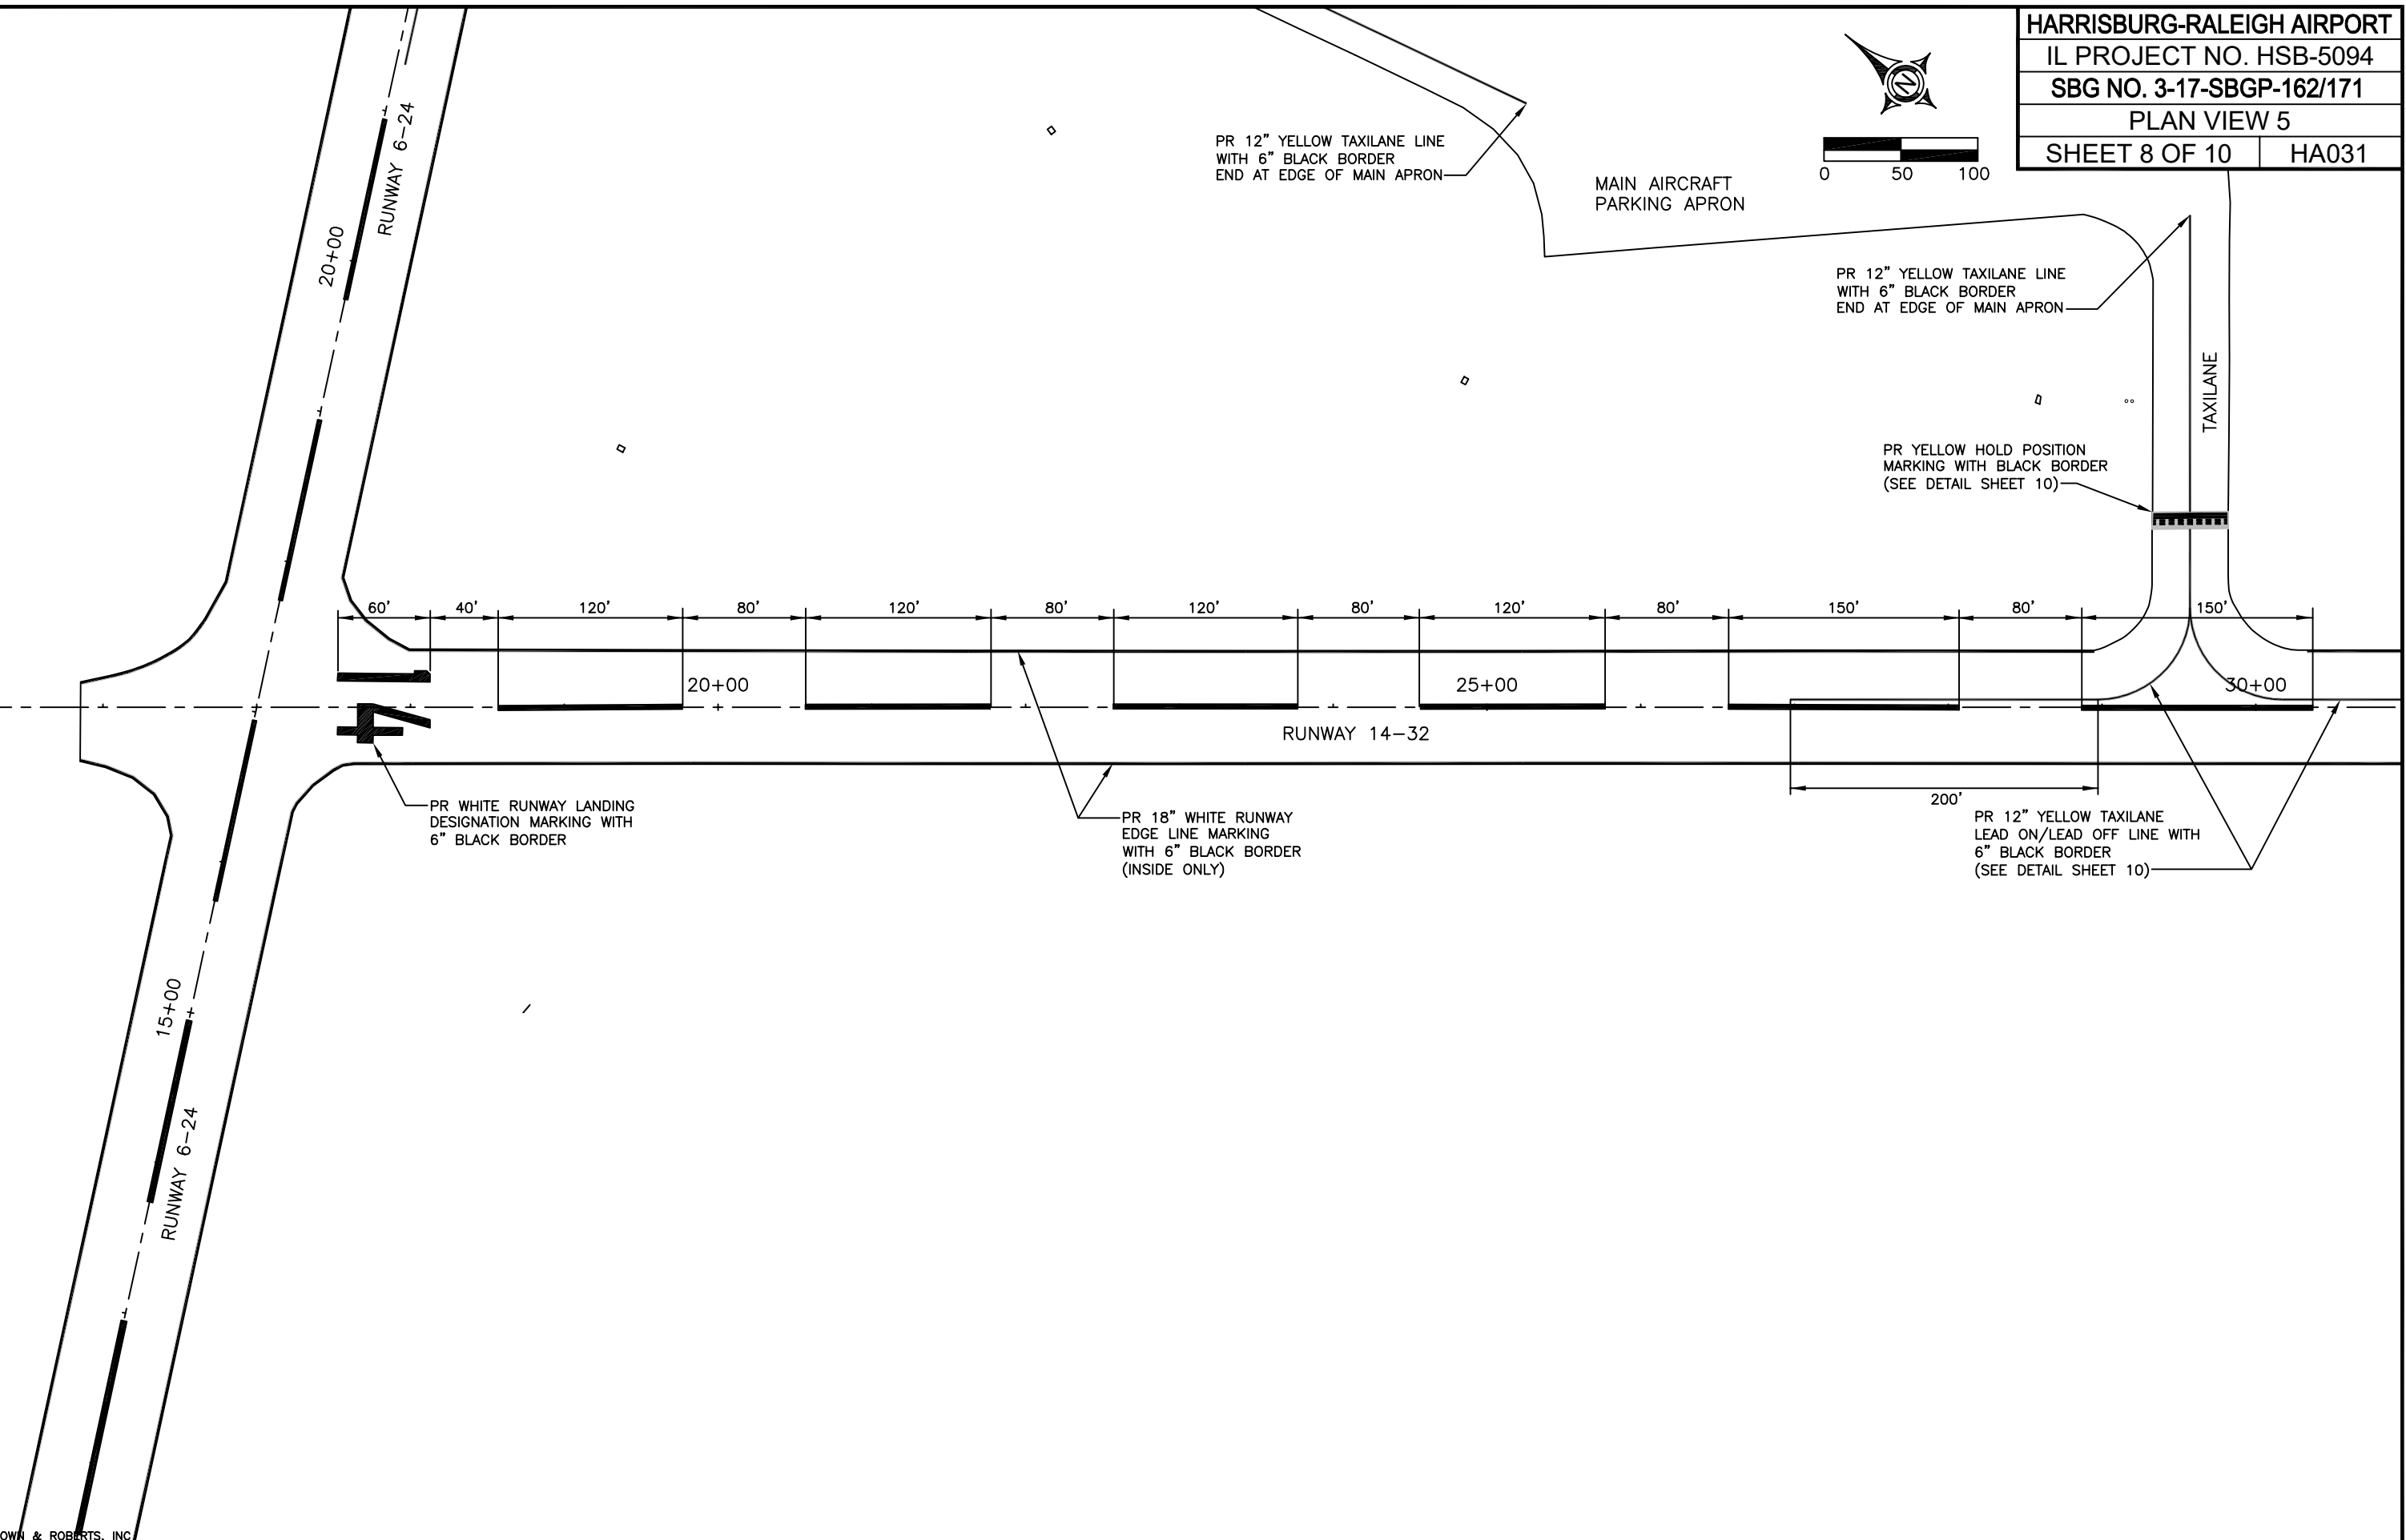 HARRISBURG-RALEIGH AIRPORT
IL PROJECT NO. HSB-5094
SBG NO. 3-17-SBGP-162/171
PLAN VIEW 5
SHEET 8 OF 10 HA031
N
0 50 100
RUNWAY 6-24
20+00
PR 12" YELLOW TAXILANE LINE
WITH 6" BLACK BORDER
END AT EDGE OF MAIN APRON
MAIN AIRCRAFT
PARKING APRON
PR 12" YELLOW TAXILANE LINE
WITH 6" BLACK BORDER
END AT EDGE OF MAIN APRON
TAXILANE
PR YELLOW HOLD POSITION
MARKING WITH BLACK BORDER
(SEE DETAIL SHEET 10)
60' 40' 120' 80' 120' 80' 120' 80' 120' 80' 150' 80' 150'
20+00 25+00 30+00
14
RUNWAY 14-32
200'
PR WHITE RUNWAY LANDING
DESIGNATION MARKING WITH
6" BLACK BORDER
PR 18" WHITE RUNWAY
EDGE LINE MARKING
WITH 6" BLACK BORDER
(INSIDE ONLY)
PR 12" YELLOW TAXILANE
LEAD ON/LEAD OFF LINE WITH
6" BLACK BORDER
(SEE DETAIL SHEET 10)
15+00
RUNWAY 6-24
OWN & ROBERTS, INC